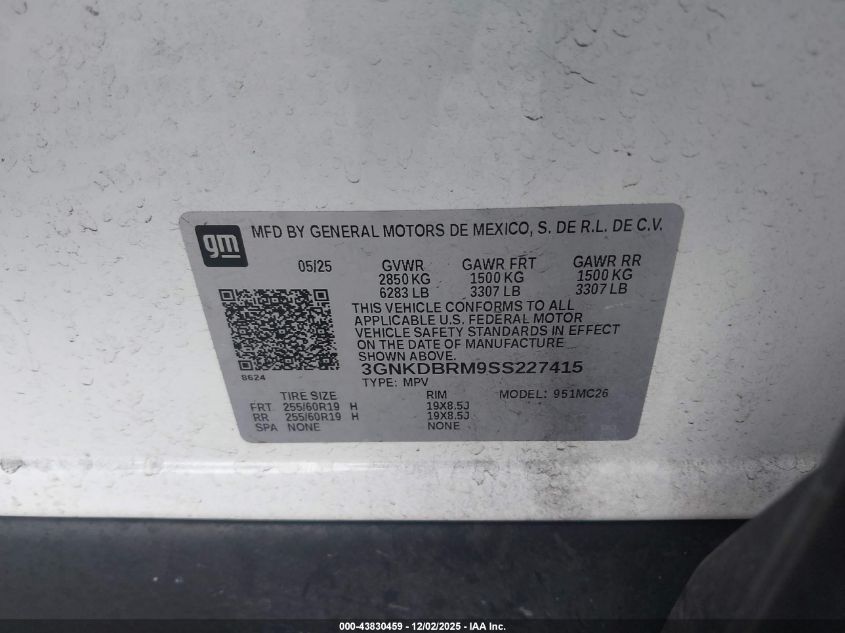 gm MFD BY GENERAL MOTORS DE MEXICO, S. DE R.L. DE C.V.
05/25 GVWR GAWR FRT GAWR RR
2850 KG 1500 KG 1500 KG
6283 LB 3307 LB 3307 LB
THIS VEHICLE CONFORMS TO ALL
APPLICABLE U.S. FEDERAL MOTOR
VEHICLE SAFETY STANDARDS IN EFFECT
ON THE DATE OF MANUFACTURE
SHOWN ABOVE.
8624 3GNKDBRM9SS227415
TYPE: MPV
TIRE SIZE RIM MODEL: 951MC26
FRT 255/60R19 H 19X8.5J
RR 255/60R19 H 19X8.5J
SPA NONE NONE
000-43830459 - 12/02/2025 - IAA Inc.